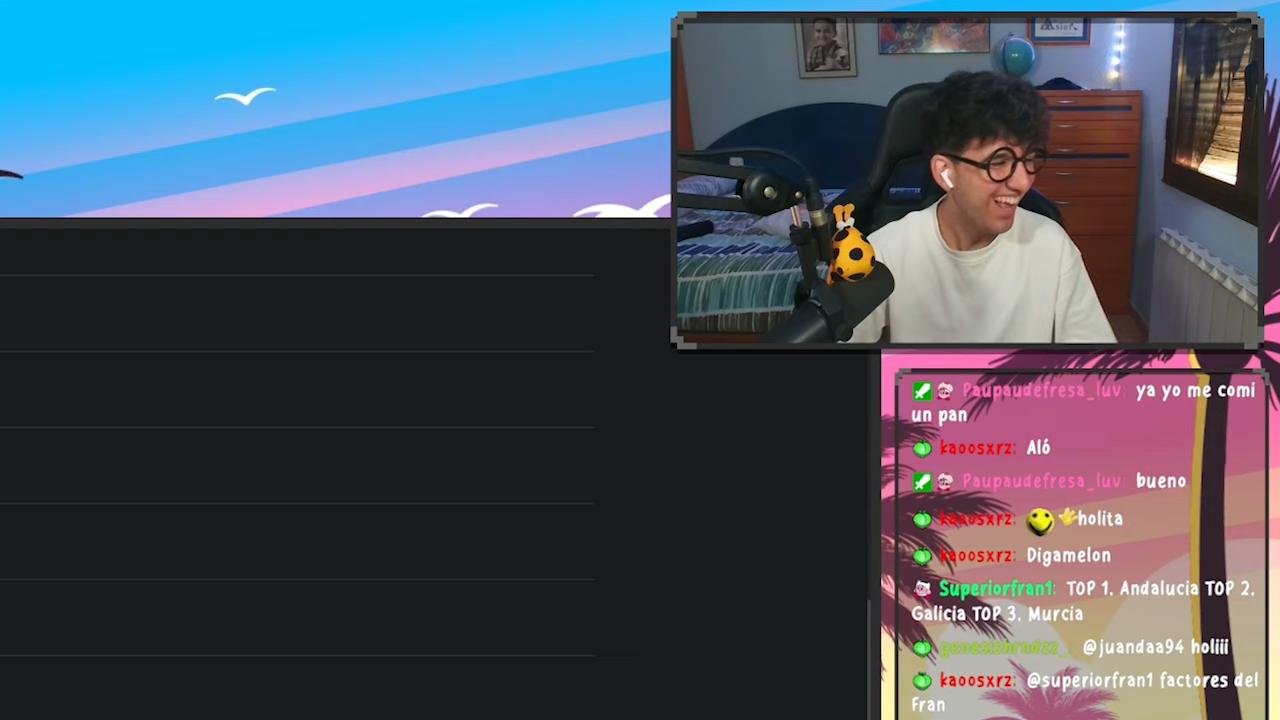 Asier
Paupaudefresa_luv: ya yo me comi
un pan
kaoosxrz: Aló
Paupaudefresa_luv: bueno
kaoosxrz: holita
kaoosxrz: Digamelon
Superiorfran1: TOP 1. Andalucia TOP 2.
Galicia TOP 3. Murcia
@juandaa94 holiii
kaoosxrz: @superiorfran1 factores del
Fran